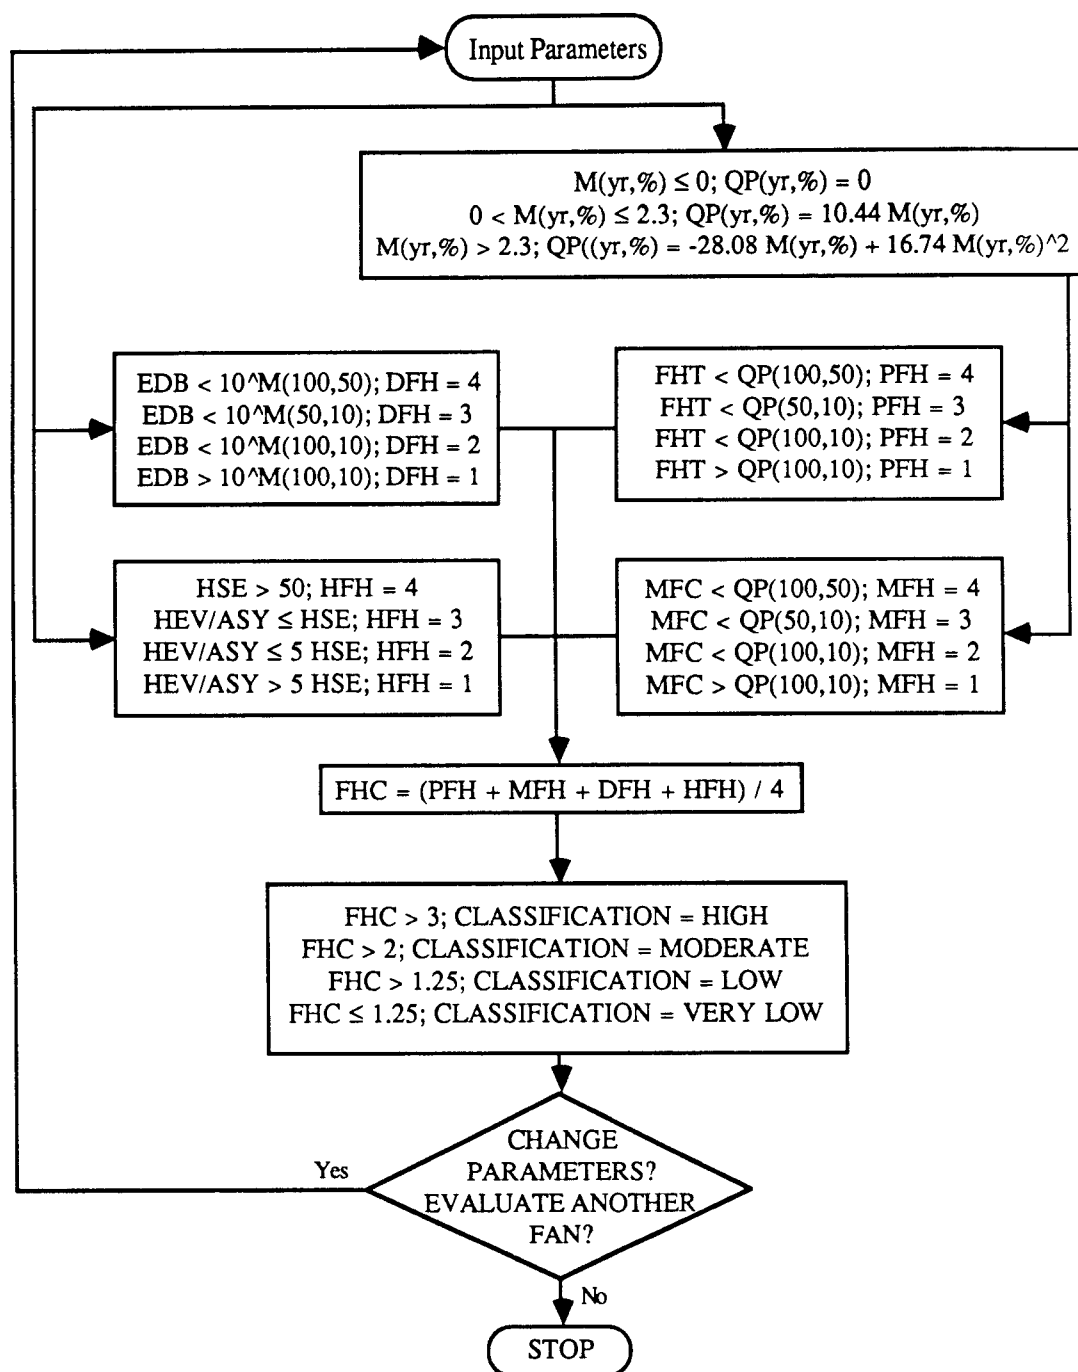 Input Parameters
M(yr,%) ≤ 0; QP(yr,%) = 0
0 < M(yr,%) ≤ 2.3; QP(yr,%) = 10.44 M(yr,%)
M(yr,%) > 2.3; QP((yr,%) = -28.08 M(yr,%) + 16.74 M(yr,%)^2
EDB < 10^M(100,50); DFH = 4
EDB < 10^M(50,10); DFH = 3
EDB < 10^M(100,10); DFH = 2
EDB > 10^M(100,10); DFH = 1
FHT < QP(100,50); PFH = 4
FHT < QP(50,10); PFH = 3
FHT < QP(100,10); PFH = 2
FHT > QP(100,10); PFH = 1
HSE > 50; HFH = 4
HEV/ASY ≤ HSE; HFH = 3
HEV/ASY ≤ 5 HSE; HFH = 2
HEV/ASY > 5 HSE; HFH = 1
MFC < QP(100,50); MFH = 4
MFC < QP(50,10); MFH = 3
MFC < QP(100,10); MFH = 2
MFC > QP(100,10); MFH = 1
FHC = (PFH + MFH + DFH + HFH) / 4
FHC > 3; CLASSIFICATION = HIGH
FHC > 2; CLASSIFICATION = MODERATE
FHC > 1.25; CLASSIFICATION = LOW
FHC ≤ 1.25; CLASSIFICATION = VERY LOW
CHANGE
PARAMETERS?
EVALUATE ANOTHER
FAN?
Yes
No
STOP